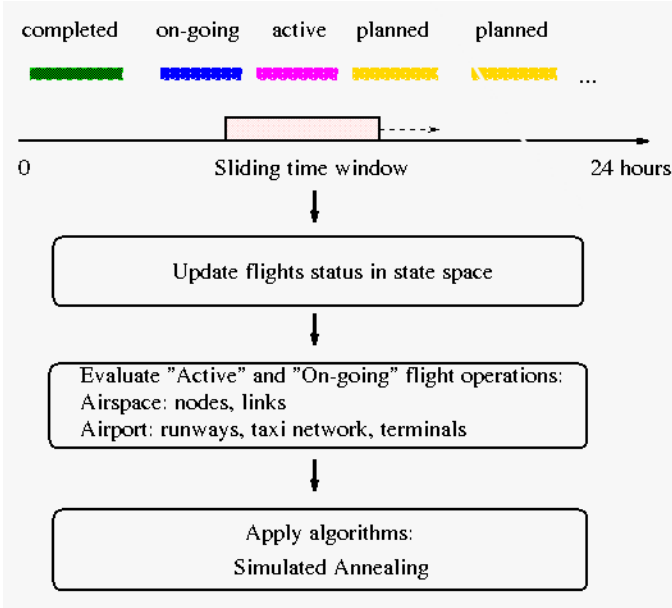 completed on-going active planned planned
...
0 Sliding time window 24 hours
Update flights status in state space
Evaluate "Active" and "On-going" flight operations:
Airspace: nodes, links
Airport: runways, taxi network, terminals
Apply algorithms:
Simulated Annealing